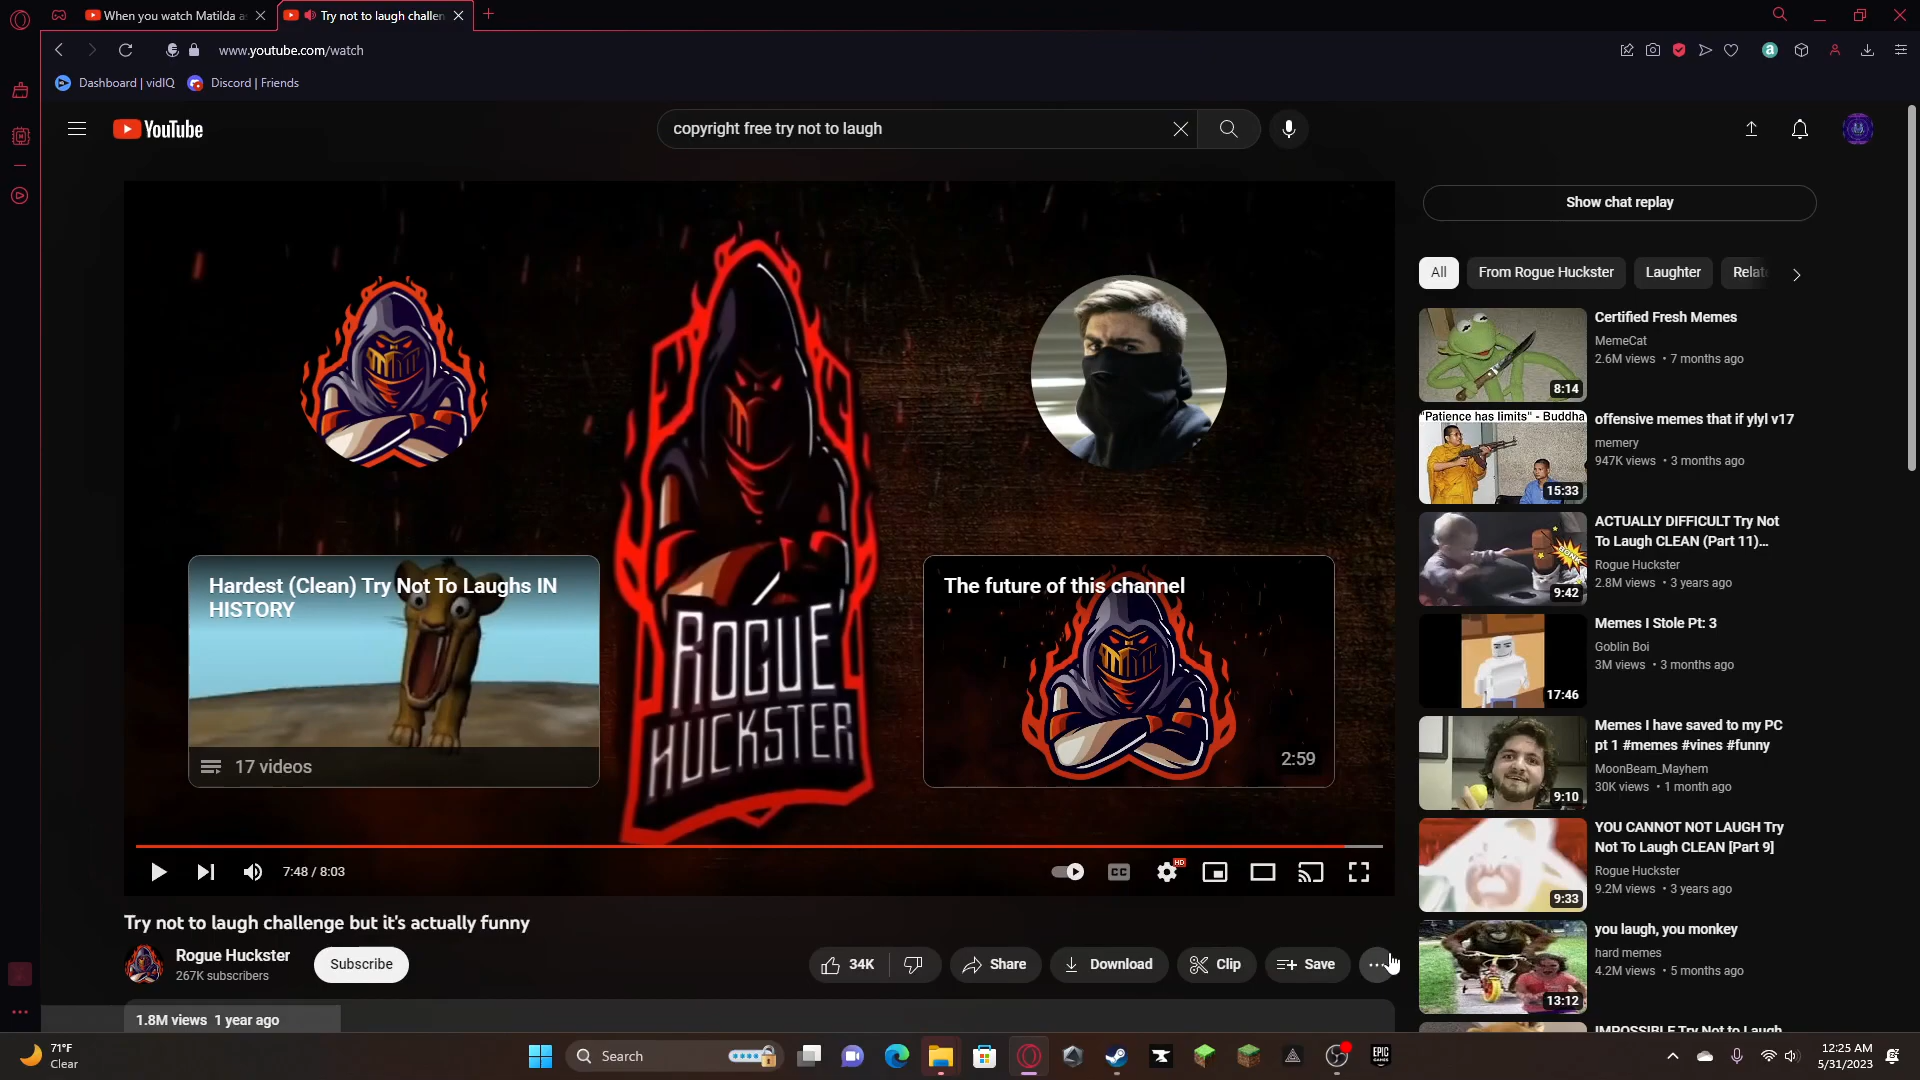 When you watch Matilda as
Try not to laugh challen
www.youtube.com/watch
Dashboard | vidIQ
Discord | Friends
YouTube
copyright free try not to laugh
Show chat replay
All
From Rogue Huckster
Laughter
Relat
Hardest (Clean) Try Not To Laughs IN
HISTORY
17 videos
ROGUE
HUCKSTER
The future of this channel
2:59
7:48 / 8:03
CC
HD
Try not to laugh challenge but it's actually funny
Rogue Huckster
267K subscribers
Subscribe
34K
Share
Download
Clip
Save
1.8M views 1 year ago
Certified Fresh Memes
MemeCat
2.6M views • 7 months ago
8:14
"Patience has limits" - Buddha
offensive memes that if ylyl v17
memery
947K views • 3 months ago
15:33
ACTUALLY DIFFICULT Try Not
To Laugh CLEAN (Part 11)...
Rogue Huckster
2.8M views • 3 years ago
BONK
9:42
Memes I Stole Pt: 3
Goblin Boi
3M views • 3 months ago
17:46
Memes I have saved to my PC
pt 1 #memes #vines #funny
MoonBeam_Mayhem
30K views • 1 month ago
9:10
YOU CANNOT NOT LAUGH Try
Not To Laugh CLEAN [Part 9]
Rogue Huckster
9.2M views • 3 years ago
9:33
you laugh, you monkey
hard memes
4.2M views • 5 months ago
13:12
IMPOSSIBLE Try Not to Laugh
71°F
Clear
Search
EPIC
GAMES
12:25 AM
5/31/2023